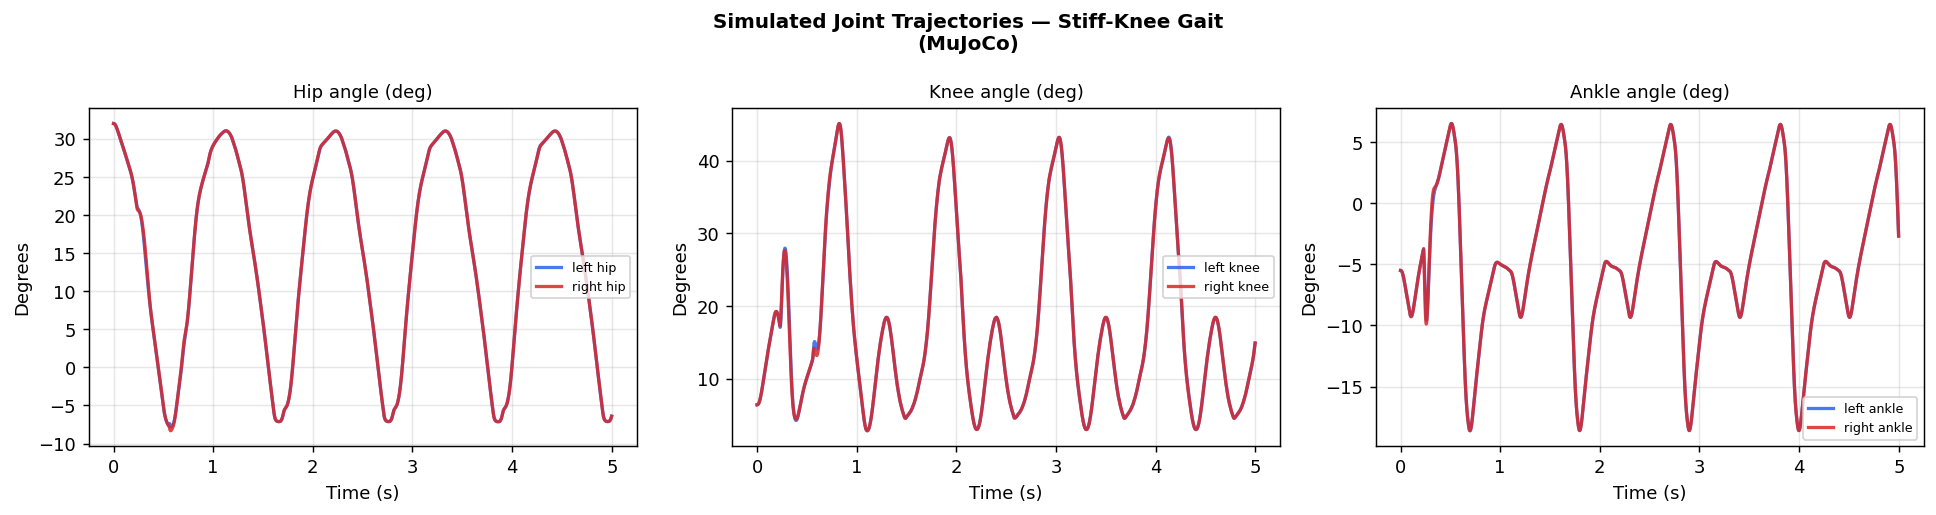 Simulated Joint Trajectories — Stiff-Knee Gait
(MuJoCo)
Hip angle (deg)
Degrees
30
25
20
15
10
5
0
−5
−10
0
1
2
3
4
5
Time (s)
left hip
right hip
Knee angle (deg)
Degrees
40
30
20
10
0
1
2
3
4
5
Time (s)
left knee
right knee
Ankle angle (deg)
Degrees
5
0
−5
−10
−15
0
1
2
3
4
5
Time (s)
left ankle
right ankle